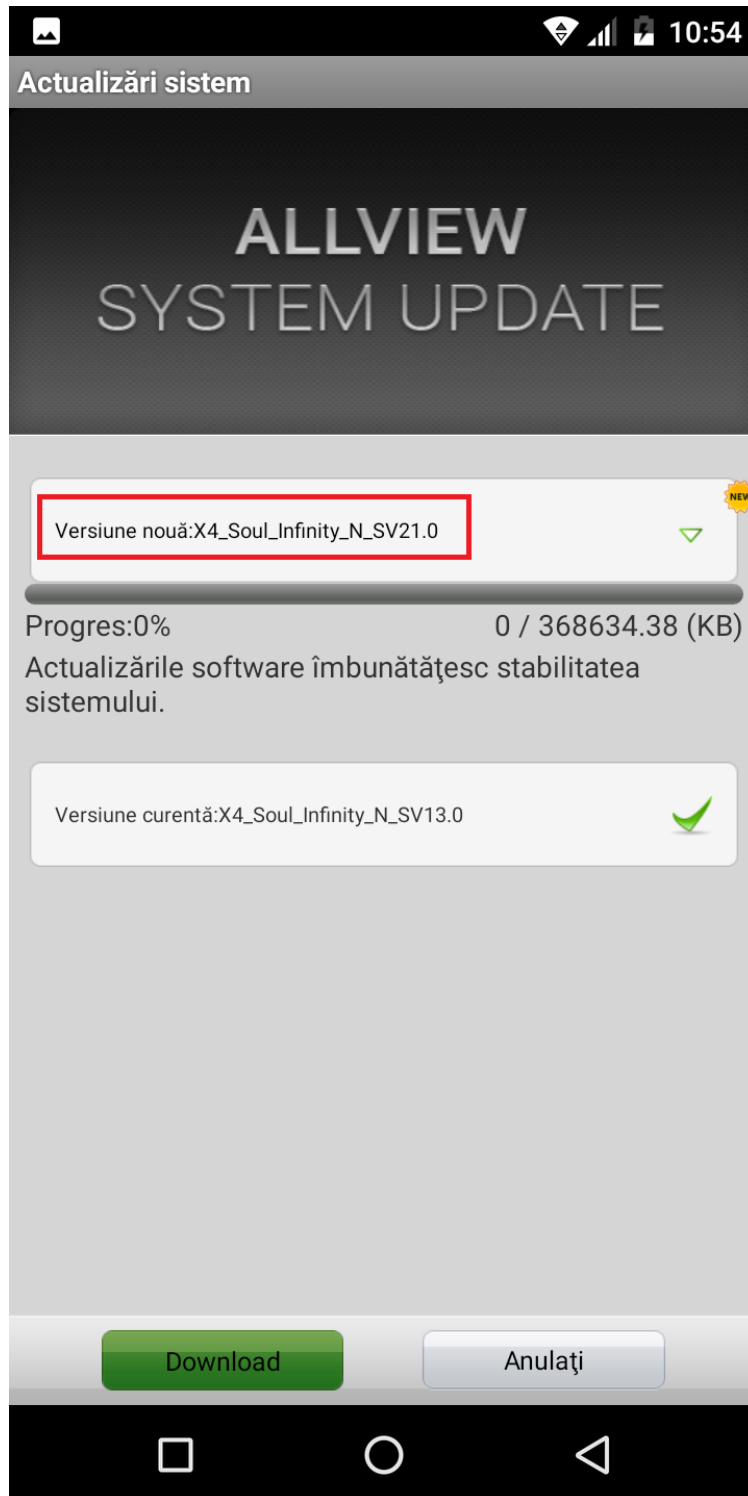 10:54
Actualizări sistem
ALLVIEW
SYSTEM UPDATE
NEW
Versiune nouă:X4_Soul_Infinity_N_SV21.0
Progres:0% 0 / 368634.38 (KB)
Actualizările software îmbunătăţesc stabilitatea
sistemului.
Versiune curentă:X4_Soul_Infinity_N_SV13.0
Download Anulaţi